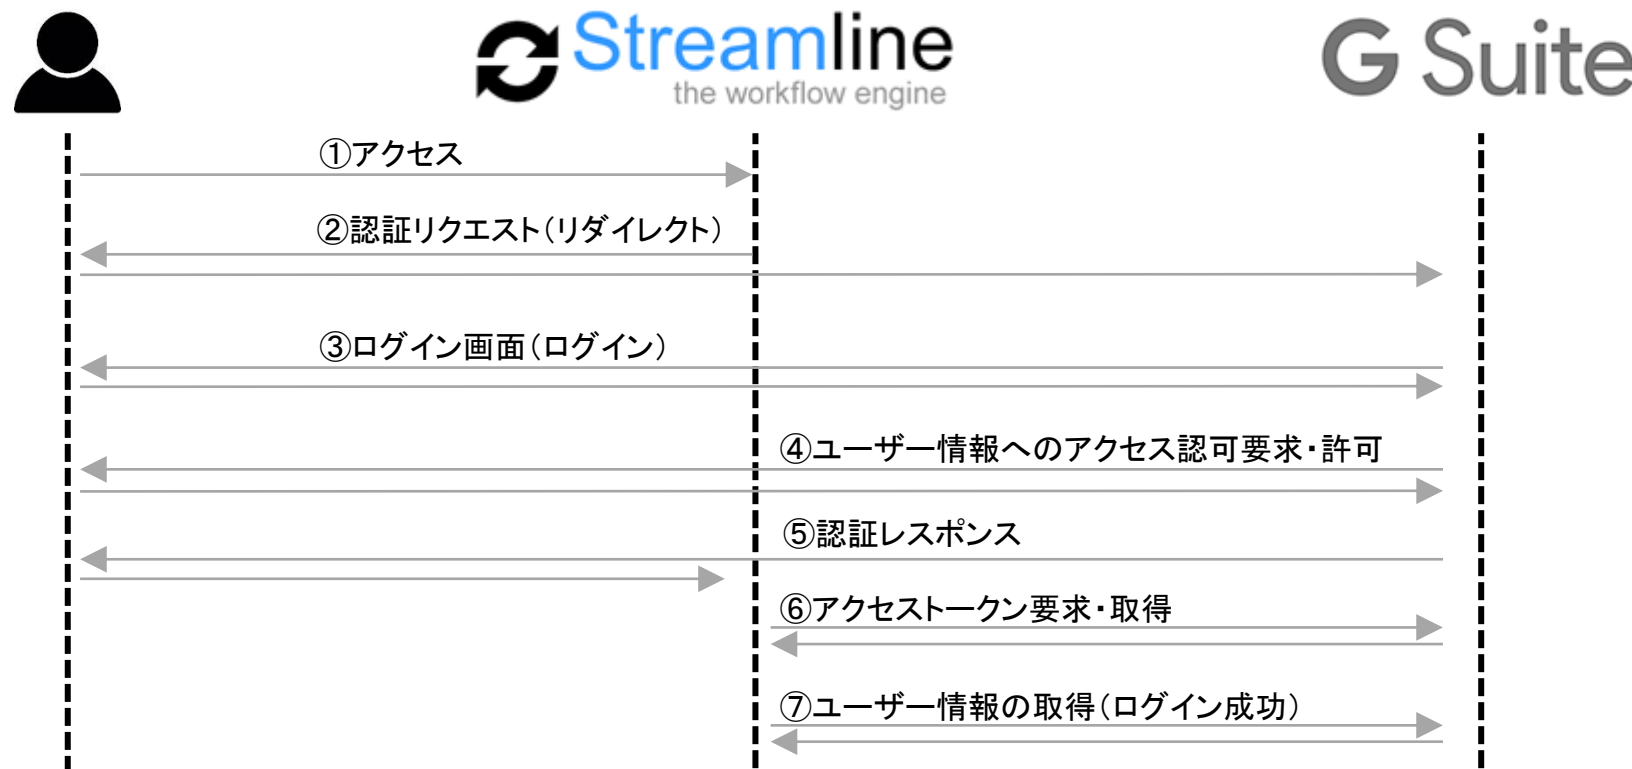 Streamline
the workflow engine
G Suite
①アクセス
②認証リクエスト(リダイレクト)
③ログイン画面(ログイン)
④ユーザー情報へのアクセス認可要求・許可
⑤認証レスポンス
⑥アクセストークン要求・取得
⑦ユーザー情報の取得(ログイン成功)